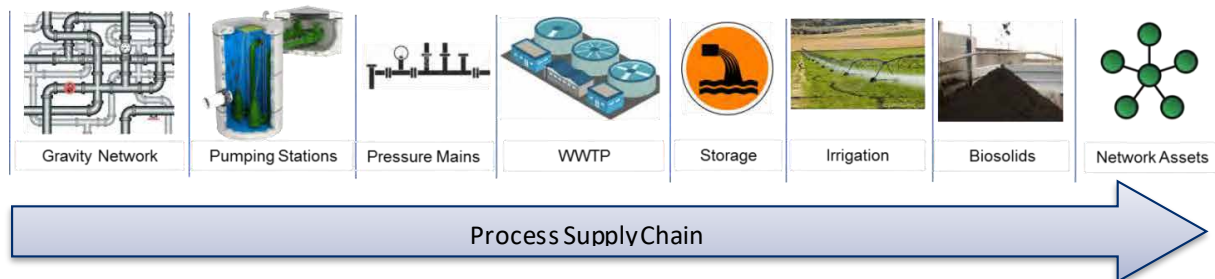 Gravity Network
Pumping Stations
Pressure Mains
WWTP
Storage
Irrigation
Biosolids
Network Assets
Process Supply Chain